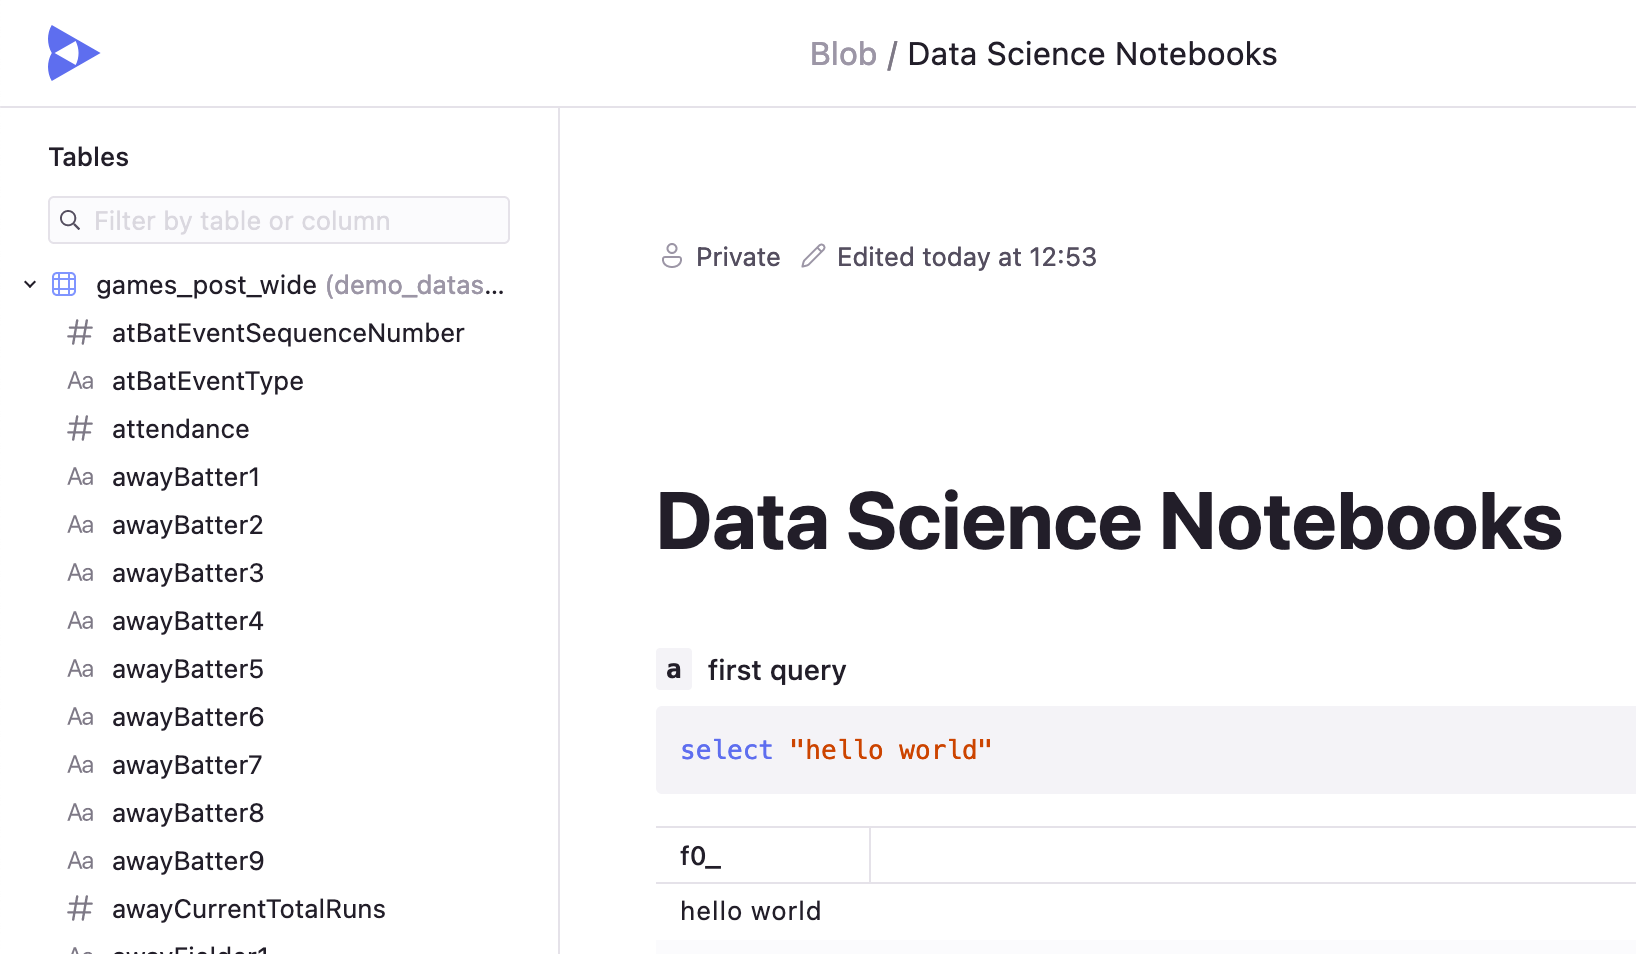 Blob / Data Science Notebooks
Tables
Filter by table or column
games_post_wide (demo_datas...
# atBatEventSequenceNumber
Aa atBatEventType
# attendance
Aa awayBatter1
Aa awayBatter2
Aa awayBatter3
Aa awayBatter4
Aa awayBatter5
Aa awayBatter6
Aa awayBatter7
Aa awayBatter8
Aa awayBatter9
# awayCurrentTotalRuns
Aa awayFielder1
Private Edited today at 12:53
Data Science Notebooks
a first query
select "hello world"
f0_
hello world